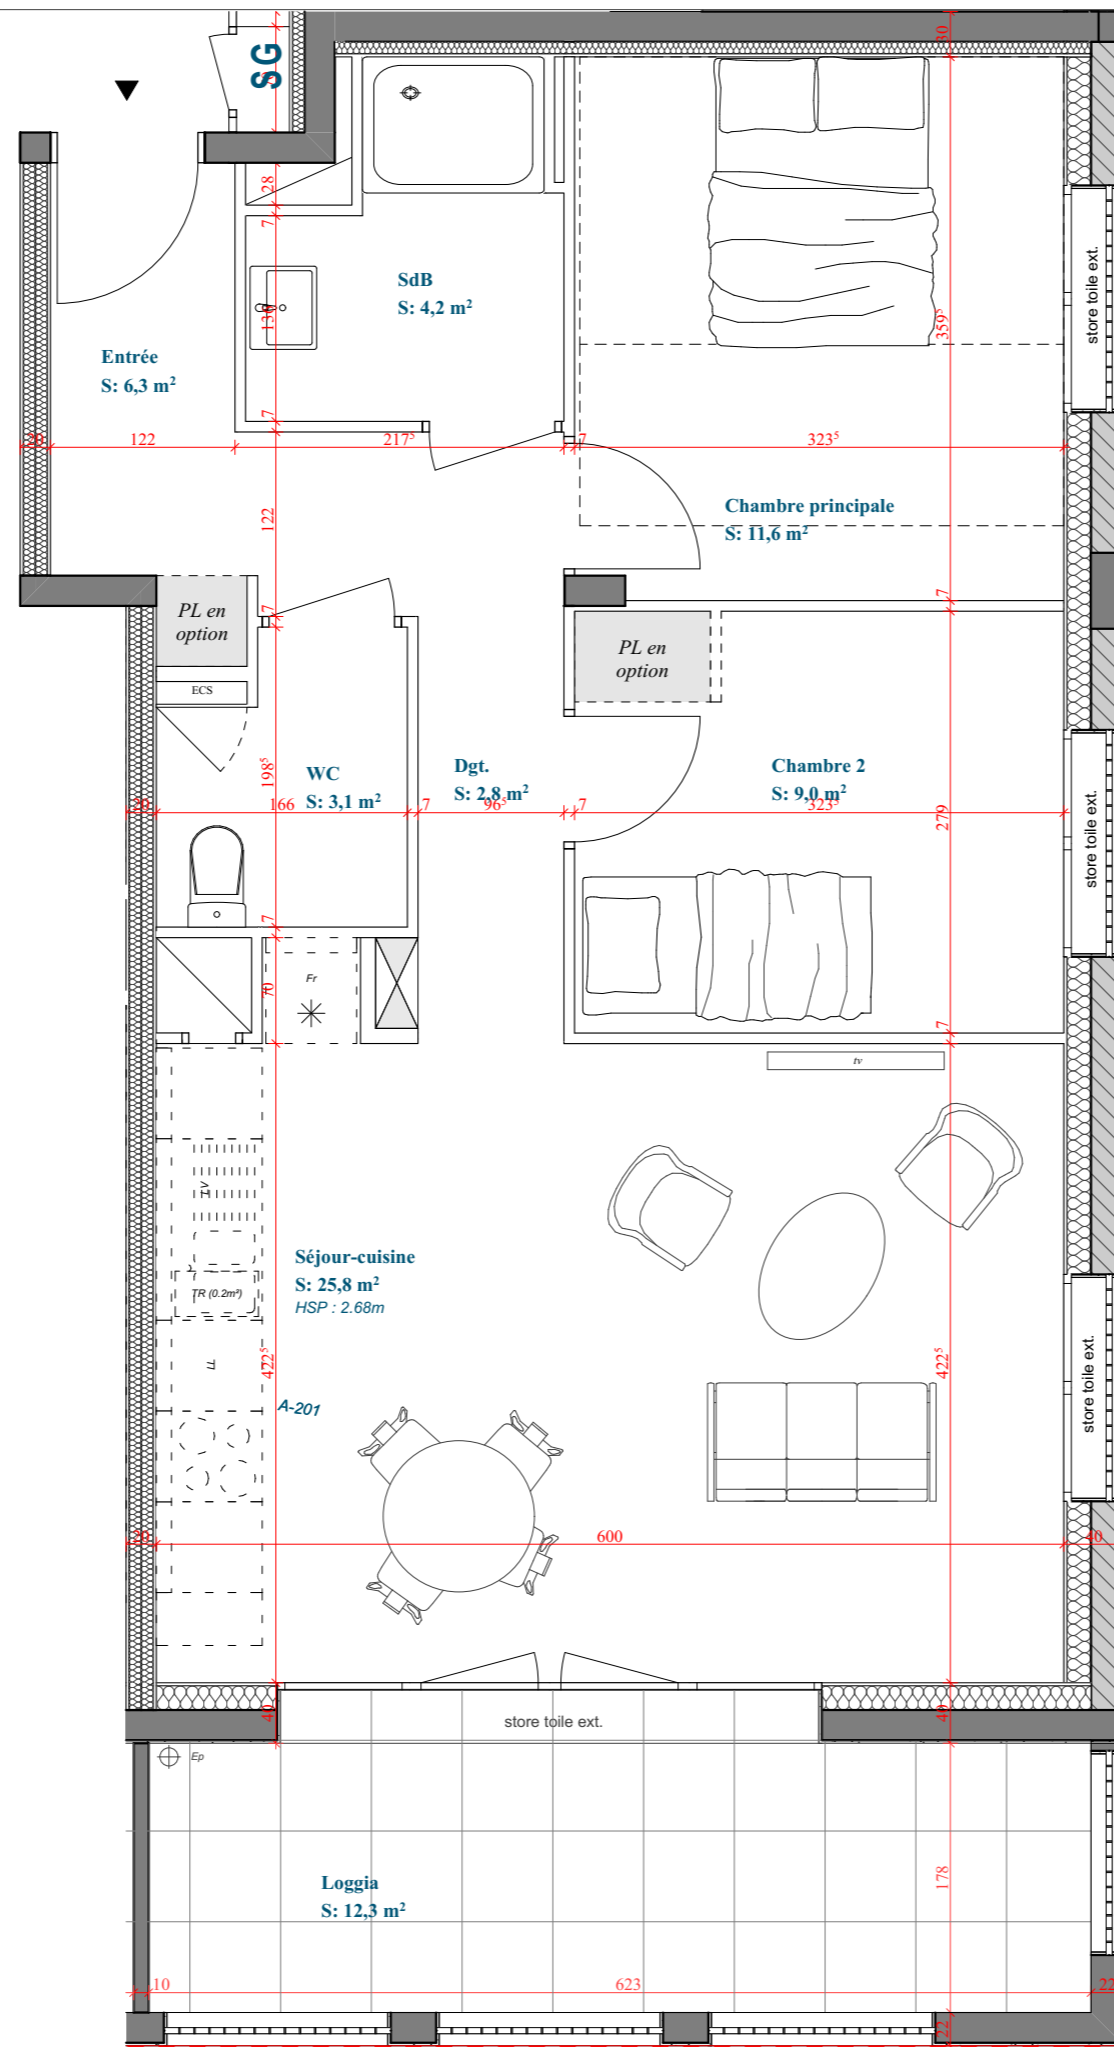 SG
30
28
7
SdB
S: 4,2 m²
130
359⁵
store toile ext.
Entrée
S: 6,3 m²
7
20
122
217⁵
7
323⁵
122
Chambre principale
S: 11,6 m²
7
7
PL en
option
PL en
option
ECS
198⁵
WC
S: 3,1 m²
Dgt.
S: 2,8 m²
Chambre 2
S: 9,0 m²
20
166
7
96⁵
7
323⁵
279
store toile ext.
7
70
Fr
7
tv
LV
Séjour-cuisine
S: 25,8 m²
HSP : 2.68m
TR (0.2m²)
LL
422⁵
422⁵
store toile ext.
A-201
20
600
40
40
store toile ext.
40
Ep
Loggia
S: 12,3 m²
178
10
623
22
22